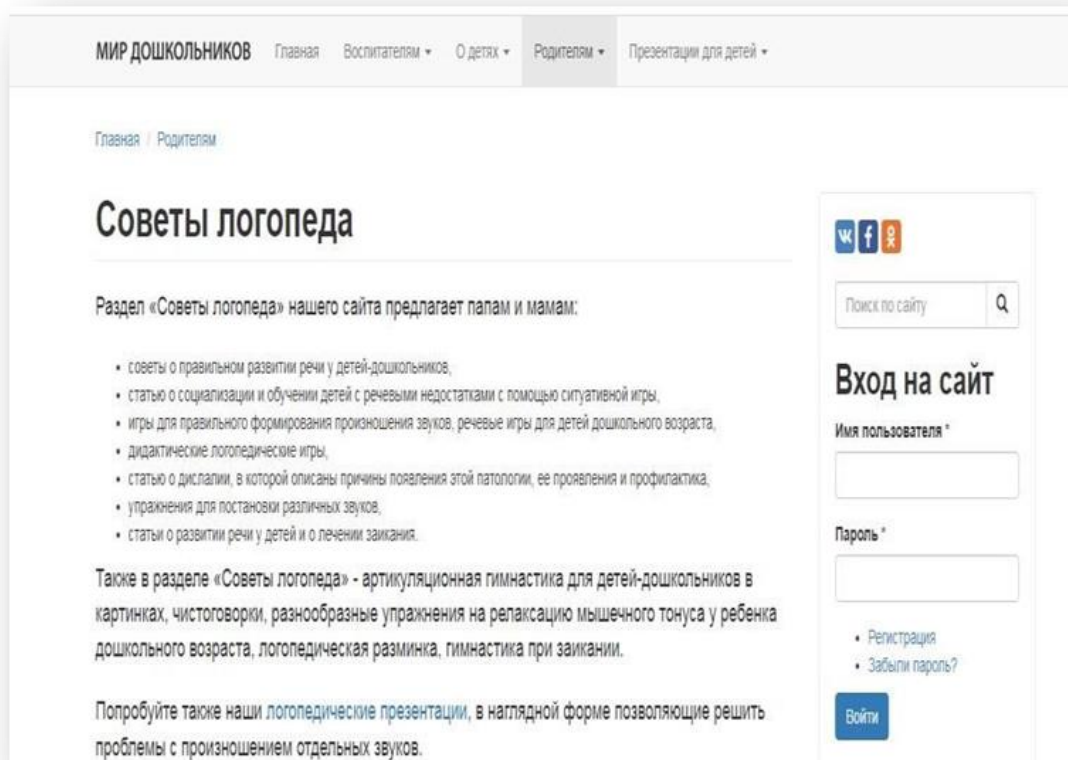 МИР ДОШКОЛЬНИКОВ Главная Воспитателям О детях Родителям Презентации для детей
Главная / Родителям
Советы логопеда
Раздел «Советы логопеда» нашего сайта предлагает папам и мамам:
• советы о правильном развитии речи у детей-дошкольников,
• статью о социализации и обучении детей с речевыми недостатками с помощью ситуативной игры,
• игры для правильного формирования произношения звуков, речевые игры для детей дошкольного возраста,
• дидактические логопедические игры,
• статью о дислалии, в которой описаны причины появления этой патологии, ее проявления и профилактика,
• упражнения для постановки различных звуков,
• статьи о развитии речи у детей и о лечении заикания.
Также в разделе «Советы логопеда» - артикуляционная гимнастика для детей-дошкольников в
картинках, чистоговорки, разнообразные упражнения на релаксацию мышечного тонуса у ребенка
дошкольного возраста, логопедическая разминка, гимнастика при заикании.
Попробуйте также наши логопедические презентации, в наглядной форме позволяющие решить
проблемы с произношением отдельных звуков.
Поиск по сайту
Вход на сайт
Имя пользователя *
Пароль *
• Регистрация
• Забыли пароль?
Войти